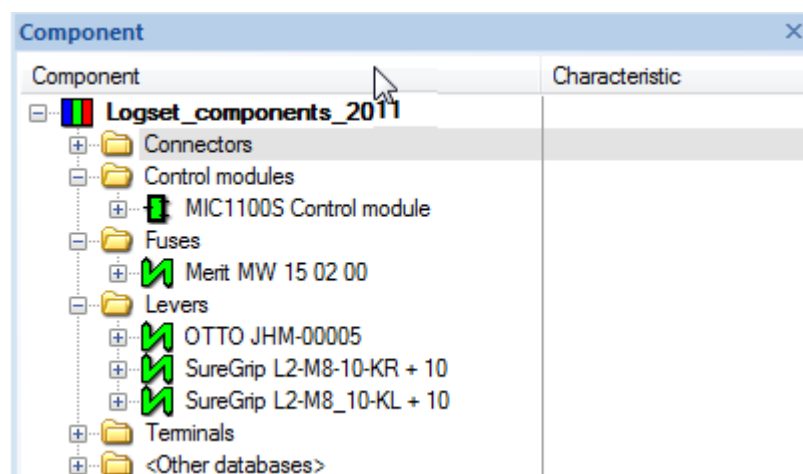 Component
Component Characteristic
Logset_components_2011
Connectors
Control modules
MIC1100S Control module
Fuses
Merit MW 15 02 00
Levers
OTTO JHM-00005
SureGrip L2-M8-10-KR + 10
SureGrip L2-M8_10-KL + 10
Terminals
<Other databases>